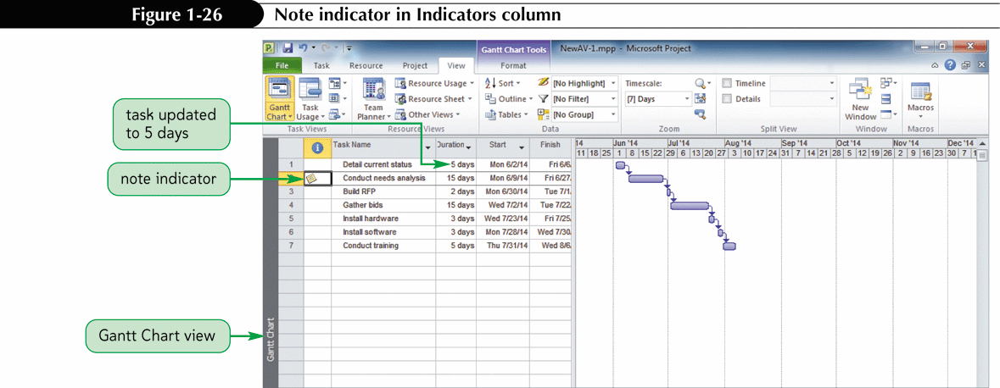 Figure 1-26 Note indicator in Indicators column
Gantt Chart Tools NewAV-1.mpp - Microsoft Project
File Task Resource Project View Format
Gantt Chart
Task Usage
Task Views
Team Planner
Resource Usage
Resource Sheet
Other Views
Resource Views
Sort
Outline
Tables
[No Highlight]
[No Filter]
[No Group]
Data
Timescale:
[7] Days
Zoom
Timeline
Details
Split View
New Window
Window
Macros
Macros
task updated
to 5 days
note indicator
Gantt Chart view
Gantt Chart
Task Name Duration Start Finish
1 Detail current status 5 days Mon 6/2/14 Fri 6/6/
Conduct needs analysis 15 days Mon 6/9/14 Fri 6/27/
3 Build RFP 2 days Mon 6/30/14 Tue 7/1/
4 Gather bids 15 days Wed 7/2/14 Tue 7/22/
5 Install hardware 3 days Wed 7/23/14 Fri 7/25/
6 Install software 3 days Mon 7/28/14 Wed 7/30/
7 Conduct training 5 days Thu 7/31/14 Wed 8/6/
14 Jun '14 Jul '14 Aug '14 Sep '14 Oct '14 Nov '14 Dec '14
11 18 25 1 8 15 22 29 6 13 20 27 3 10 17 24 31 7 14 21 28 5 12 19 26 2 9 16 23 30 7